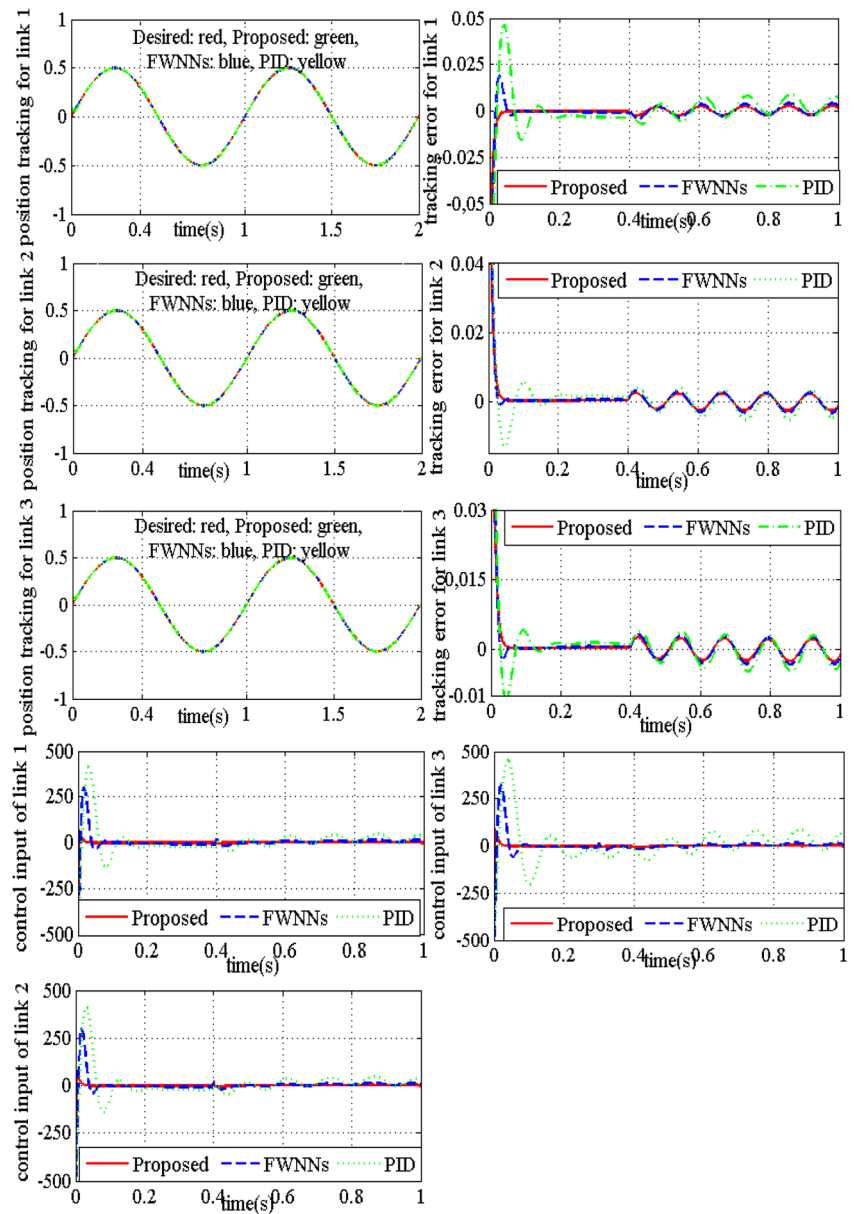 position tracking for link 1
1
0.5
0
-0.5
-1
Desired: red, Proposed: green,
FWNNs: blue, PID: yellow
0 0.4 1 1.5 2
time(s)
tracking error for link 1
0.05
0.025
0
-0.025
-0,05
Proposed FWNNs PID
0 0.2 0.4 0.6 0.8 1
time(s)
position tracking for link 2
1
0.5
0
-0.5
-1
Desired: red, Proposed: green,
FWNNs: blue, PID: yellow
0 0.4 1 1.5 2
time(s)
tracking error for link 2
0.04
0.02
0
Proposed FWNNs PID
0 0.2 0.4 0.6 0.8 1
time(s)
position tracking for link 3
1
0.5
0
-0.5
-1
Desired: red, Proposed: green,
FWNNs: blue, PID: yellow
0 0.4 1 1.5 2
time(s)
tracking error for link 3
0.03
0,015
0
-0.01
Proposed FWNNs PID
0 0.2 0.4 0.6 0.8 1
time(s)
control input of link 1
500
250
0
-250
-500
Proposed FWNNs PID
0 0.2 0.4 0.6 0.8 1
time(s)
control input of link 3
500
250
0
-250
-500
Proposed FWNNs PID
0 0.2 0.4 0.6 0.8 1
time(s)
control input of link 2
500
250
0
-250
-500
Proposed FWNNs PID
0 0.2 0.4 0.6 0.8 1
time(s)